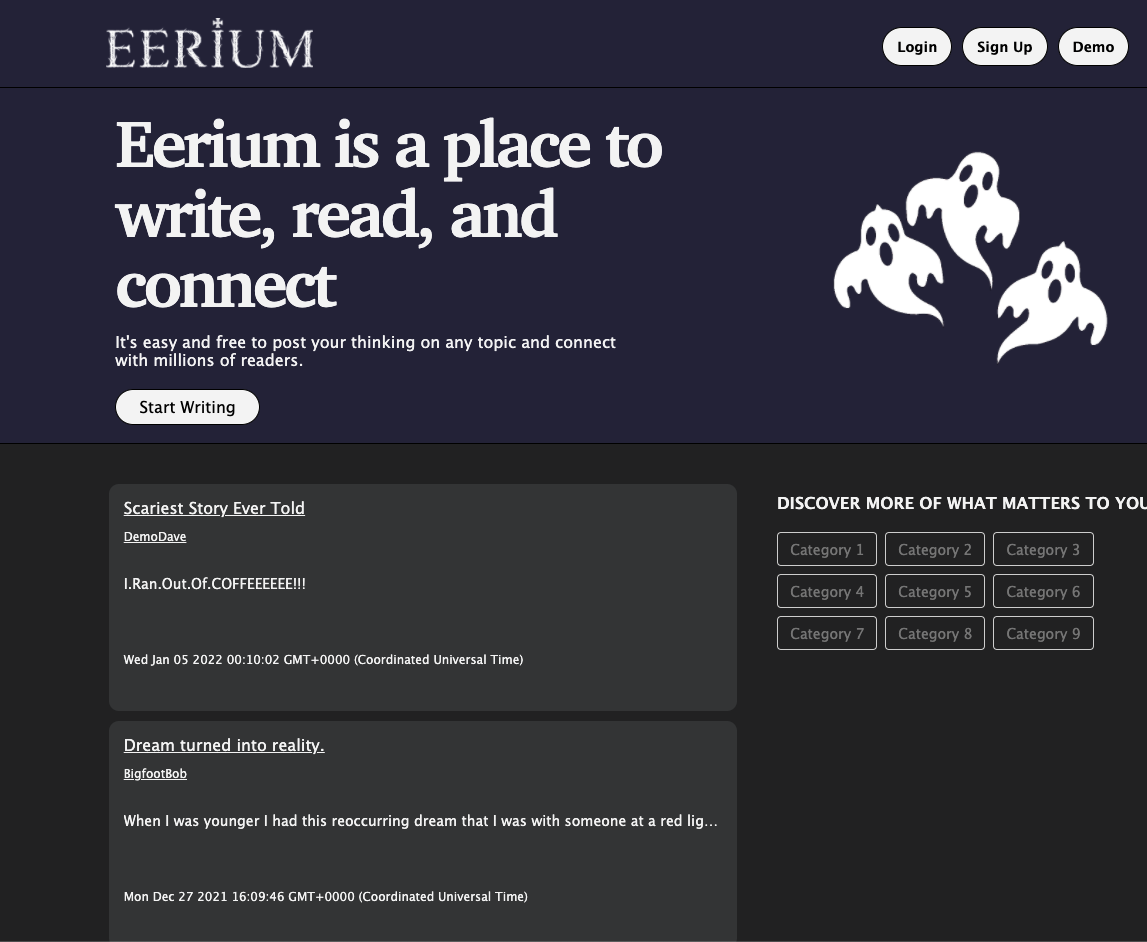 EERIUM
Login
Sign Up
Demo
Eerium is a place to
write, read, and
connect
It's easy and free to post your thinking on any topic and connect
with millions of readers.
Start Writing
Scariest Story Ever Told
DemoDave
I.Ran.Out.Of.COFFEEEEEE!!!
Wed Jan 05 2022 00:10:02 GMT+0000 (Coordinated Universal Time)
Dream turned into reality.
BigfootBob
When I was younger I had this reoccurring dream that I was with someone at a red lig...
Mon Dec 27 2021 16:09:46 GMT+0000 (Coordinated Universal Time)
DISCOVER MORE OF WHAT MATTERS TO YOU
Category 1
Category 2
Category 3
Category 4
Category 5
Category 6
Category 7
Category 8
Category 9